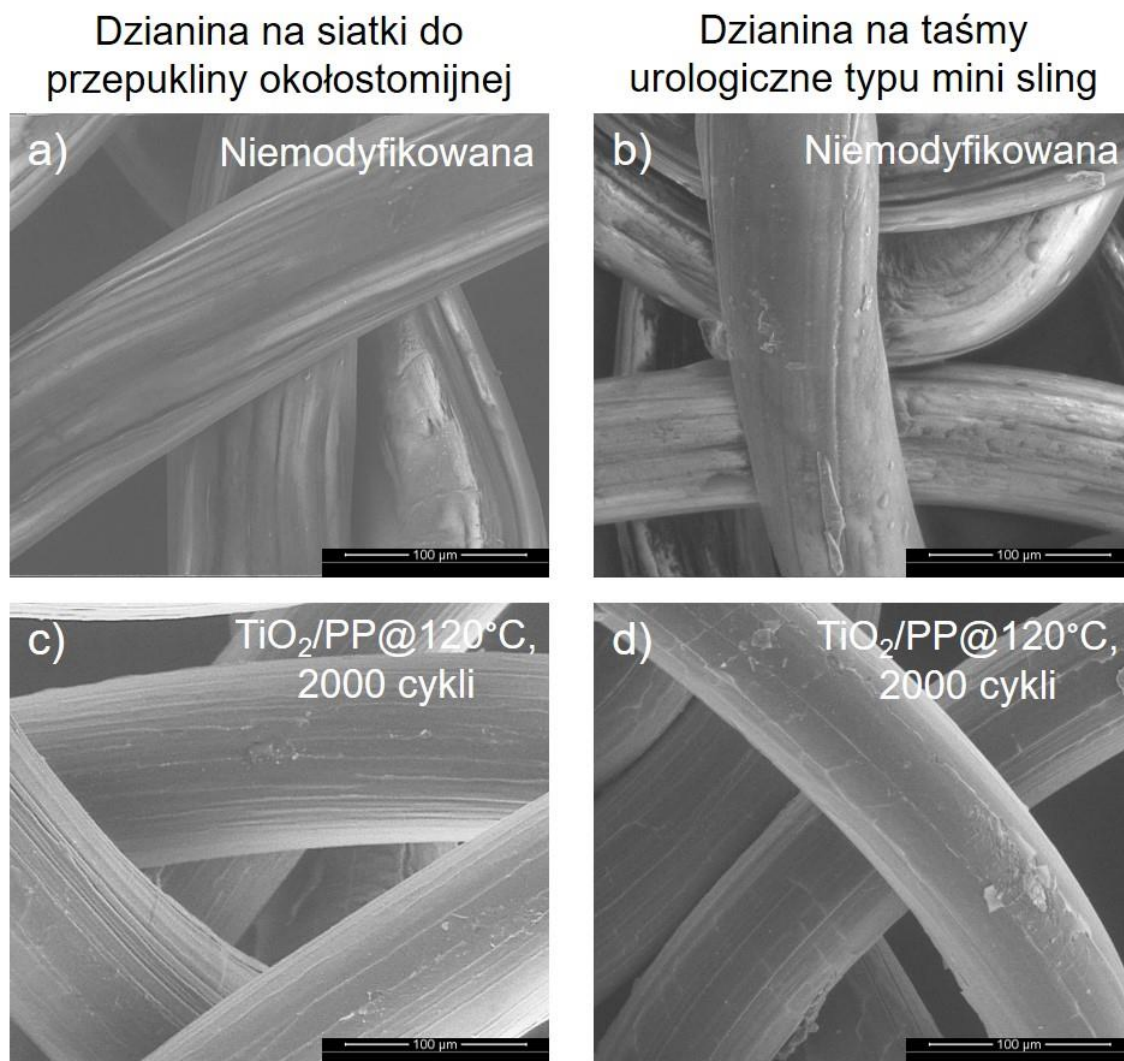 Dzianina na siatki do
przepukliny okołostomijnej
Dzianina na taśmy
urologiczne typu mini sling
a) Niemodyfikowana
100 µm
b) Niemodyfikowana
100 µm
c) TiO₂/PP@120°C,
2000 cykli
100 µm
d) TiO₂/PP@120°C,
2000 cykli
100 µm